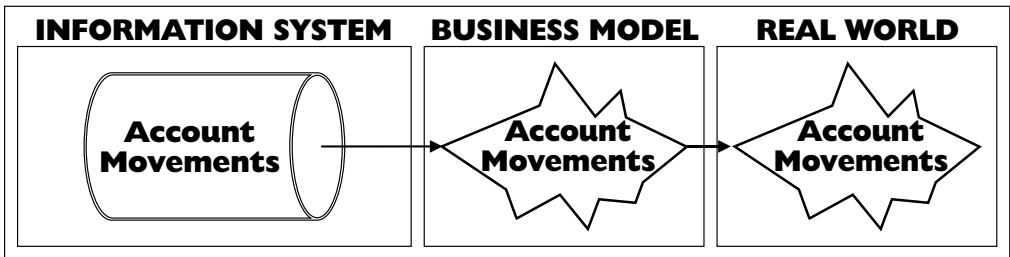 INFORMATION SYSTEM
BUSINESS MODEL
REAL WORLD
Account
Movements
Account
Movements
Account
Movements